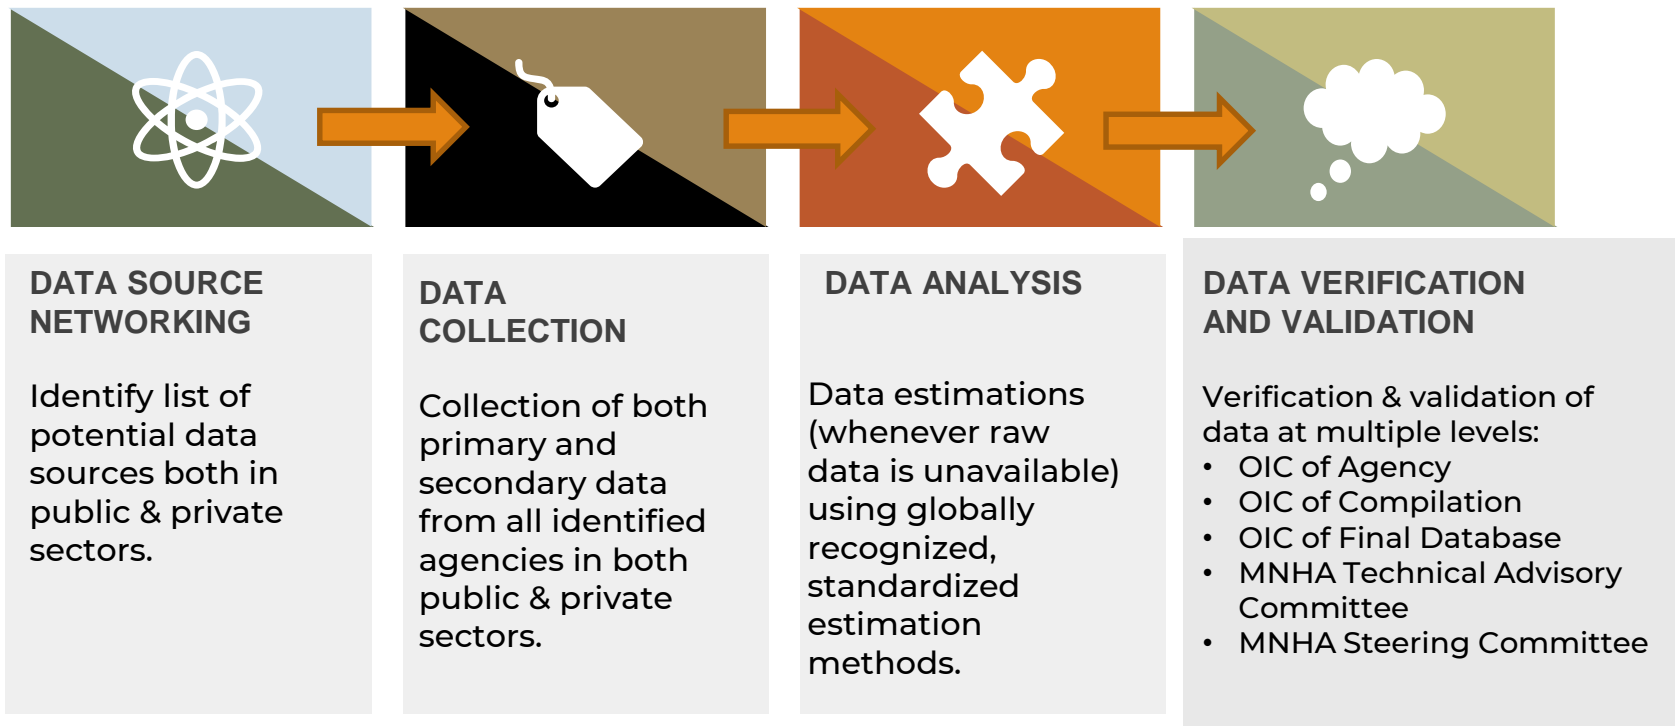 DATA SOURCE
NETWORKING
Identify list of
potential data
sources both in
public & private
sectors.
DATA
COLLECTION
Collection of both
primary and
secondary data
from all identified
agencies in both
public & private
sectors.
DATA ANALYSIS
Data estimations
(whenever raw
data is unavailable)
using globally
recognized,
standardized
estimation
methods.
DATA VERIFICATION
AND VALIDATION
Verification & validation of
data at multiple levels:
• OIC of Agency
• OIC of Compilation
• OIC of Final Database
• MNHA Technical Advisory
Committee
• MNHA Steering Committee